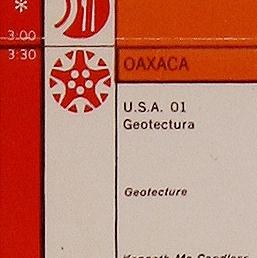 *
3.00
3:30
OAXACA
U.S.A. 01
Geotectura
Geotecture